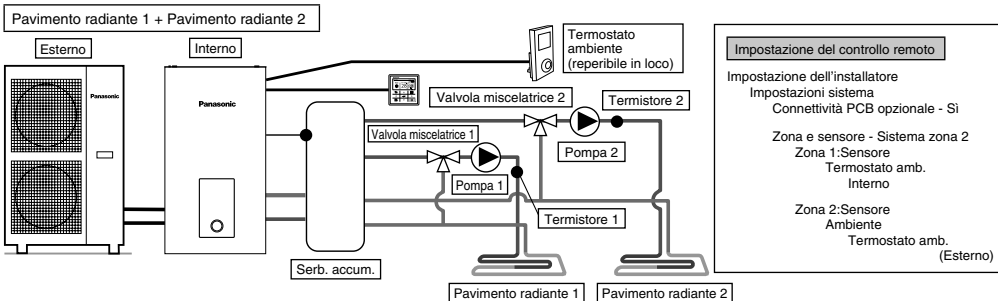 Pavimento radiante 1 + Pavimento radiante 2
Esterno
Interno
Termostato
ambiente
(reperibile in loco)
Panasonic
Panasonic
Valvola miscelatrice 2
Termistore 2
Valvola miscelatrice 1
Pompa 2
Pompa 1
Termistore 1
Serb. accum.
Pavimento radiante 1
Pavimento radiante 2
Impostazione del controllo remoto
Impostazione dell'installatore
Impostazioni sistema
Connettività PCB opzionale - Sì
Zona e sensore - Sistema zona 2
Zona 1:Sensore
Termostato amb.
Interno
Zona 2:Sensore
Ambiente
Termostato amb.
(Esterno)